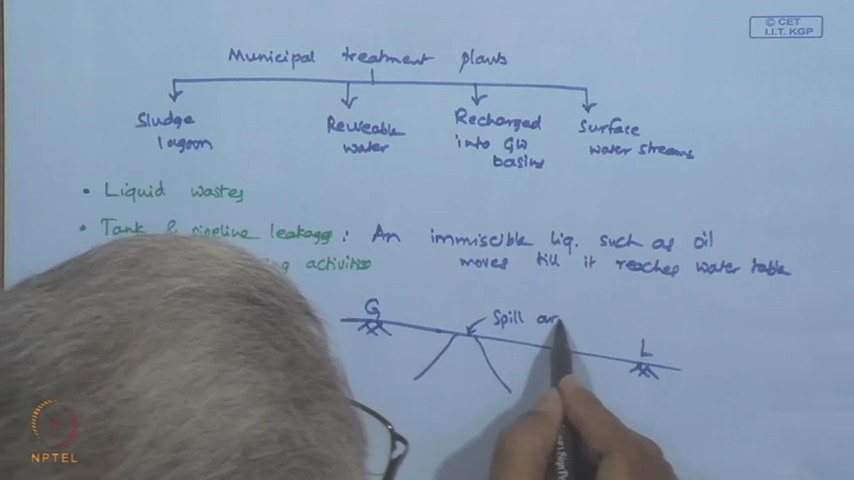 © CET
I.I.T. KGP
Municipal treatment plants
Sludge lagoon
Reuseable water
Recharged into GW basins
Surface water streams
• Liquid wastes
• Tank & pipeline leakage : An immiscible liq. such as oil
activities moves till it reaches water table
G
Spill ar
L
NPTEL